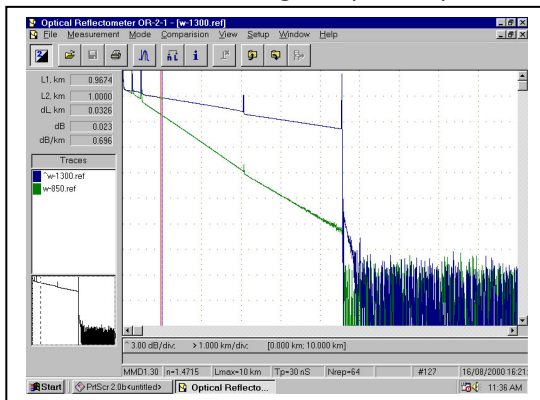 Optical Reflectometer OR-2-1 - [w-1300.ref]
File Measurement Mode Comparision View Setup Window Help
L1, km 0.9674
L2, km 1.0000
dL, km 0.0326
dB 0.023
dB/km 0.696
Traces
^w-1300.ref
w-850.ref
^ 3.00 dB/div: > 1.000 km/div: [0.000 km; 10.000 km]
MMD1.30 n=1.4715 Lmax=10 km Tp=30 nS Nrep=64 #127 16/08/2000 16:21:
Start PrtScr 2.0b <untitled> Optical Reflecto... 11:36 AM